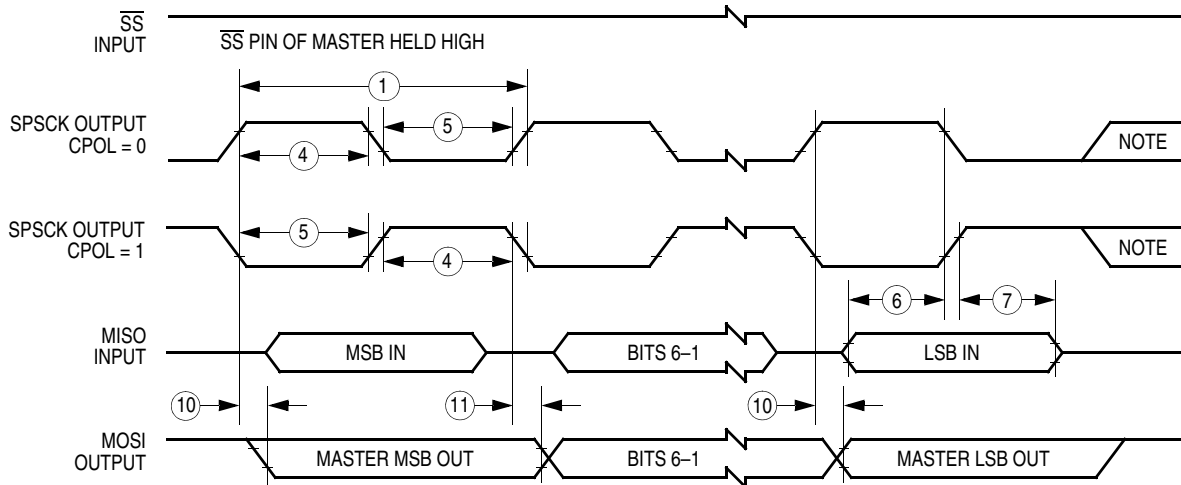 SS
INPUT
SS PIN OF MASTER HELD HIGH
1
SPSCK OUTPUT
CPOL = 0
5
4
NOTE
SPSCK OUTPUT
CPOL = 1
5
4
NOTE
6
7
MISO
INPUT
MSB IN
BITS 6–1
LSB IN
10
11
10
MOSI
OUTPUT
MASTER MSB OUT
BITS 6–1
MASTER LSB OUT